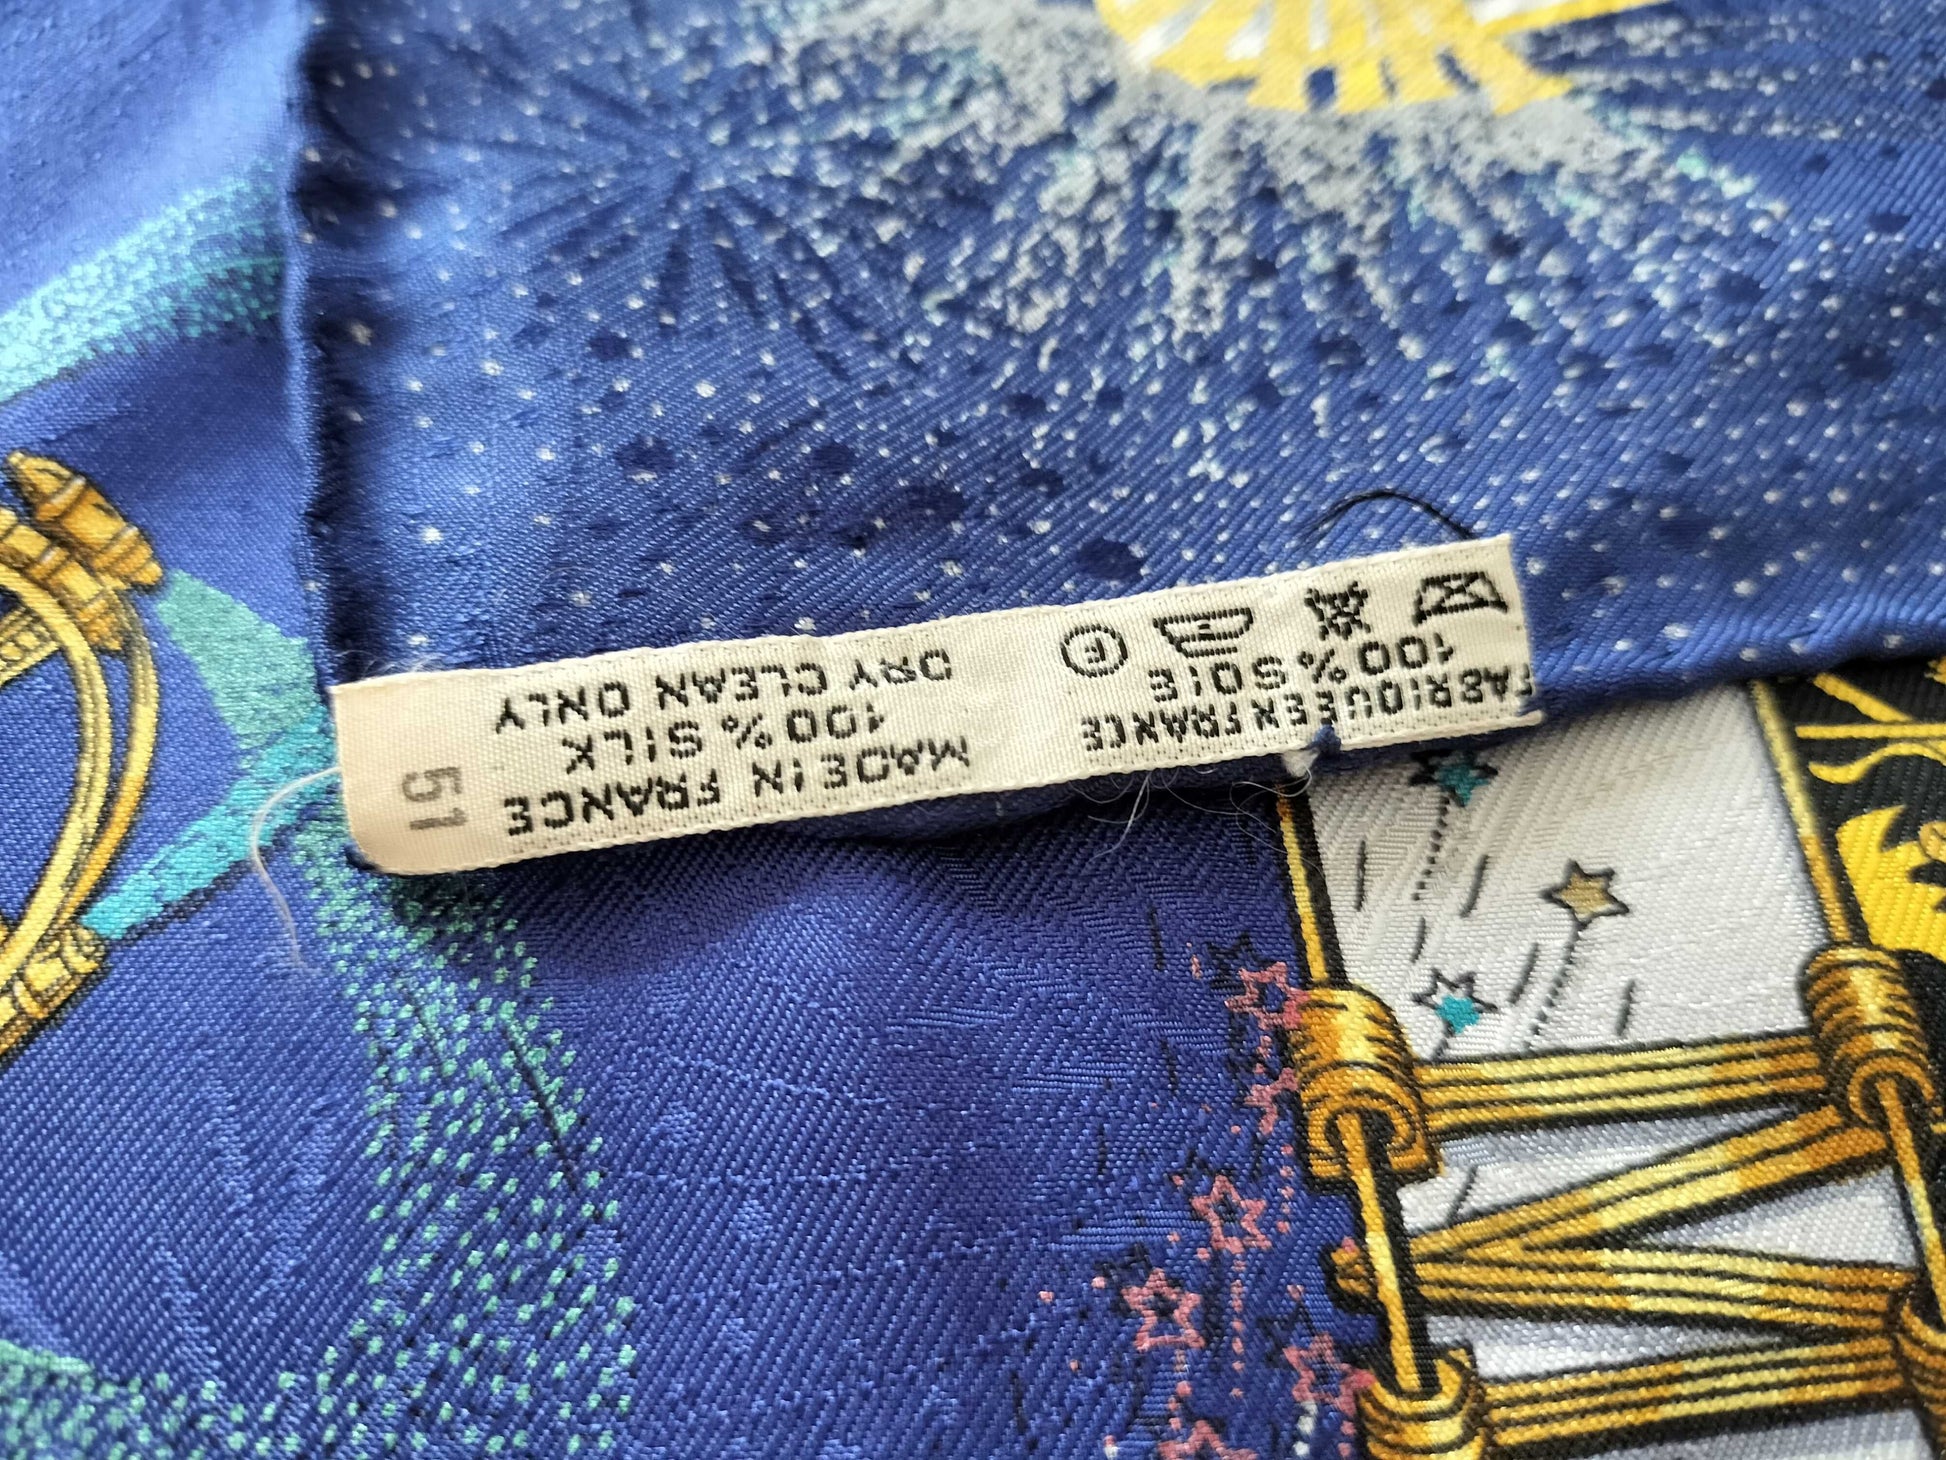 FABRIQUE EN FRANCE
100 % SOIE
F
MADE IN FRANCE
100 % SILK
DRY CLEAN ONLY
51